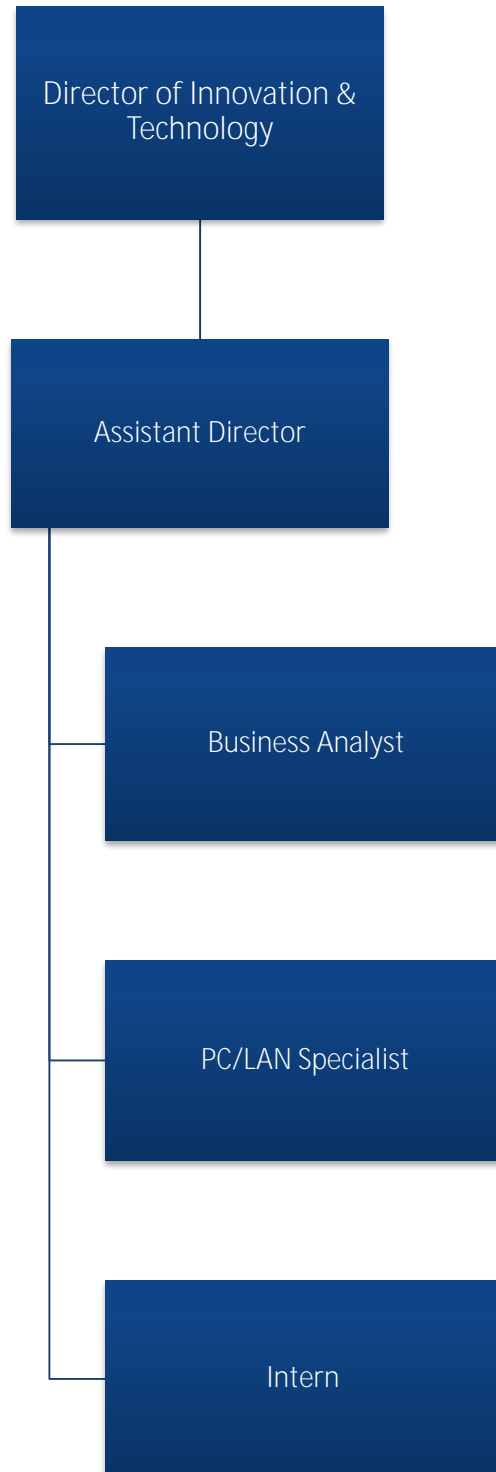 Director of Innovation &
Technology
Assistant Director
Business Analyst
PC/LAN Specialist
Intern